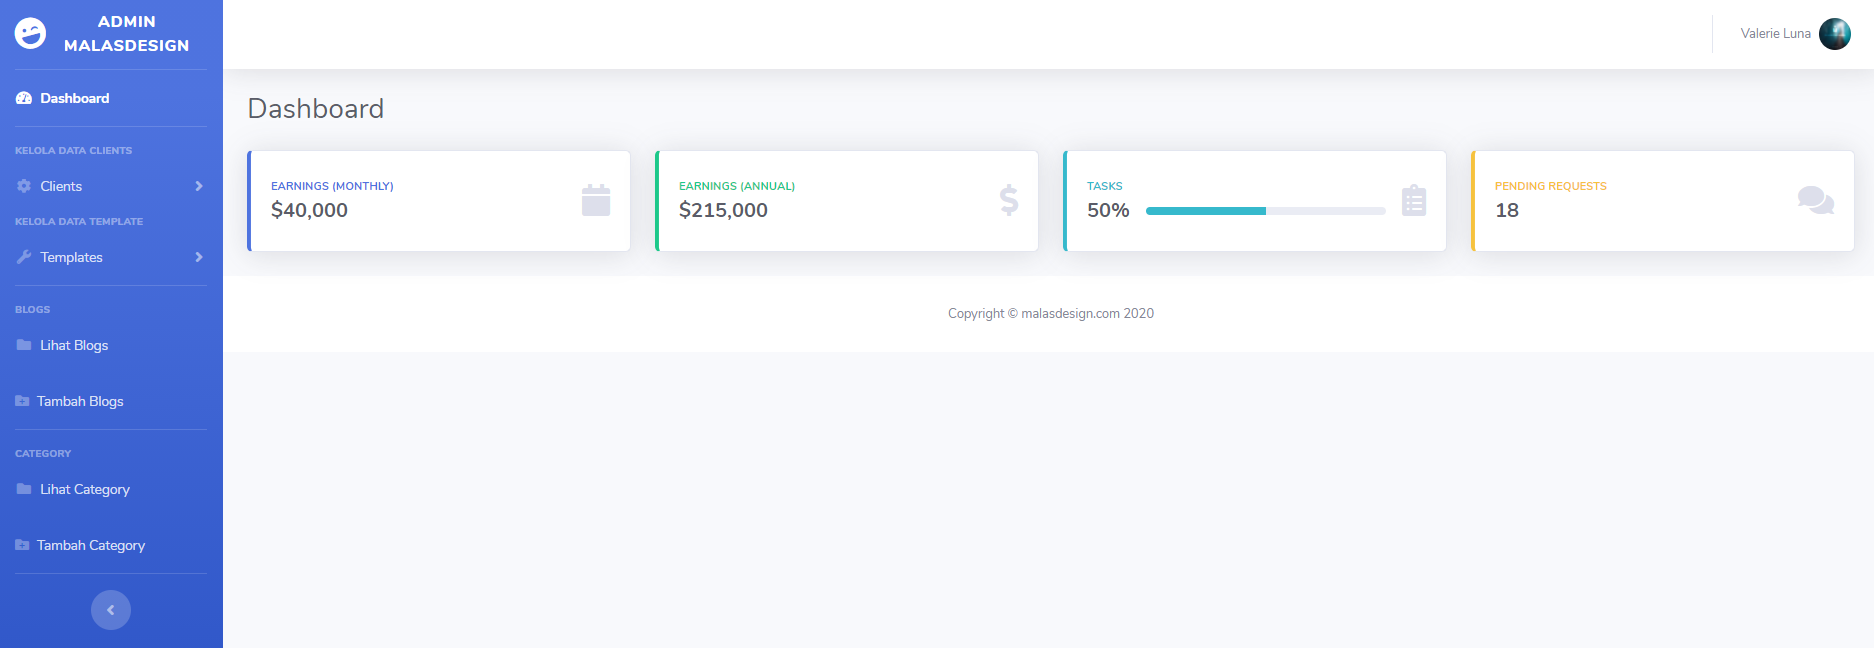 ADMIN
MALASDESIGN
Dashboard
KELOLA DATA CLIENTS
Clients
KELOLA DATA TEMPLATE
Templates
BLOGS
Lihat Blogs
Tambah Blogs
CATEGORY
Lihat Category
Tambah Category
Valerie Luna
Dashboard
EARNINGS (MONTHLY)
$40,000
EARNINGS (ANNUAL)
$215,000
TASKS
50%
PENDING REQUESTS
18
Copyright © malasdesign.com 2020